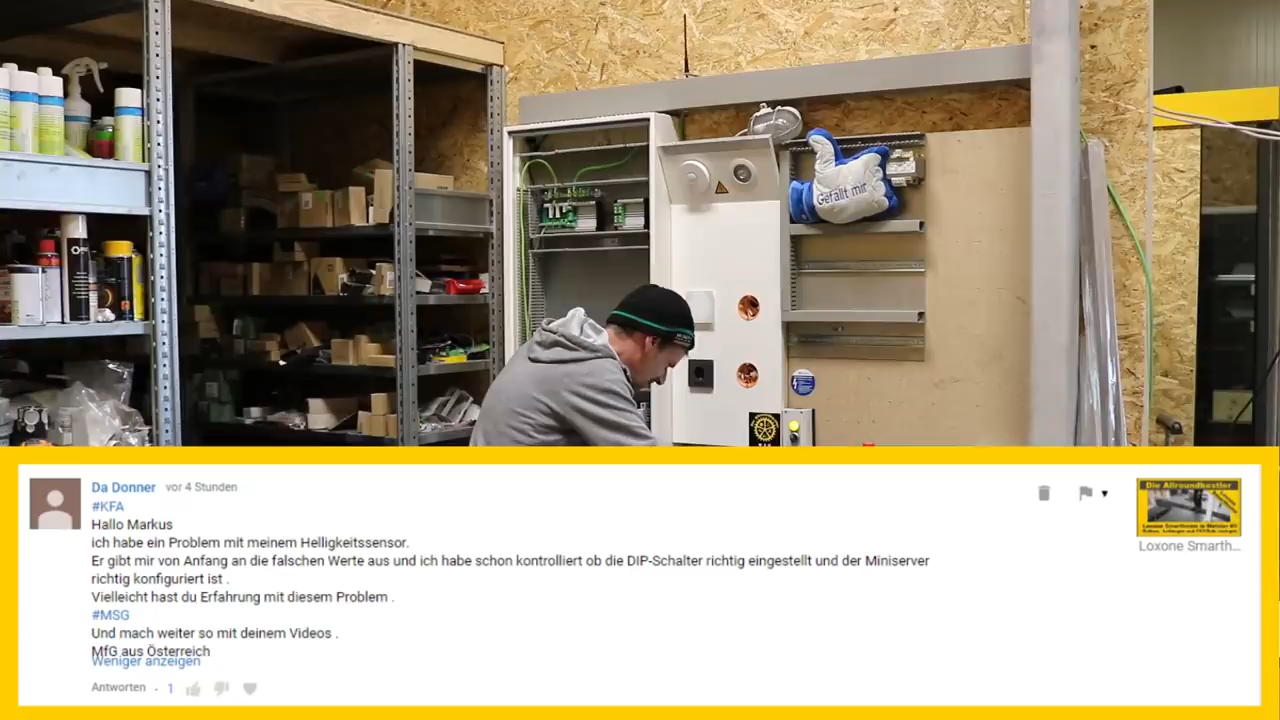 Gefällt mir
Da Donner vor 4 Stunden
#KFA
Hallo Markus
ich habe ein Problem mit meinem Helligkeitssensor.
Er gibt mir von Anfang an die falschen Werte aus und ich habe schon kontrolliert ob die DIP-Schalter richtig eingestellt und der Miniserver
richtig konfiguriert ist .
Vielleicht hast du Erfahrung mit diesem Problem .
#MSG
Und mach weiter so mit deinem Videos .
MfG aus Österreich
Weniger anzeigen
Antworten · 1
Die Allroundbastler
Loxone Smarth...